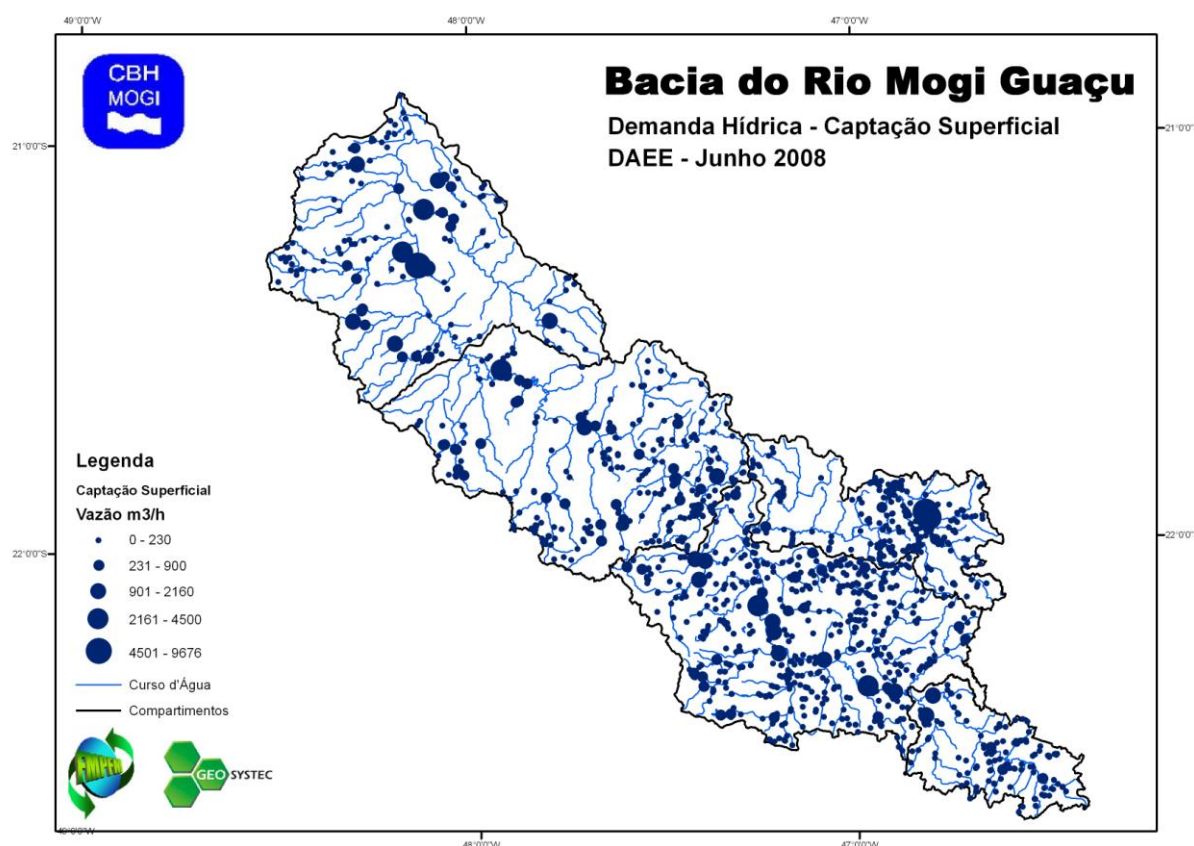 49°0'0"W
48°0'0"W
47°0'0"W
CBH
MOGI
Bacia do Rio Mogi Guaçu
Demanda Hídrica - Captação Superficial
DAEE - Junho 2008
21°0'0"S
21°0'0"S
Legenda
Captação Superficial
Vazão m3/h
0 - 230
231 - 900
901 - 2160
2161 - 4500
4501 - 9676
Curso d'Água
Compartimentos
22°0'0"S
22°0'0"
FMPFM
GEO SYSTEC
48°0'0"W
47°0'0"W